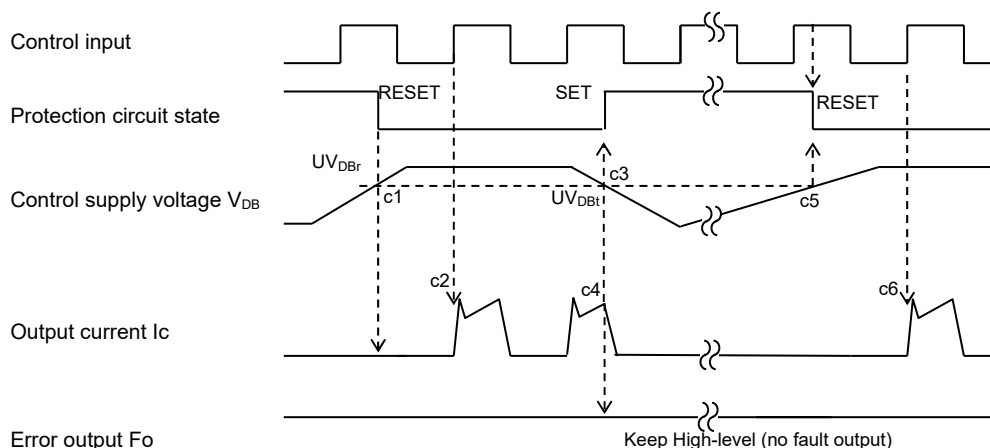 Control input
RESET
SET
RESET
Protection circuit state
UVDBr
c3
Control supply voltage VDB
c1
UVDBt
c5
c2
c4
c6
Output current Ic
Error output Fo
Keep High-level (no fault output)